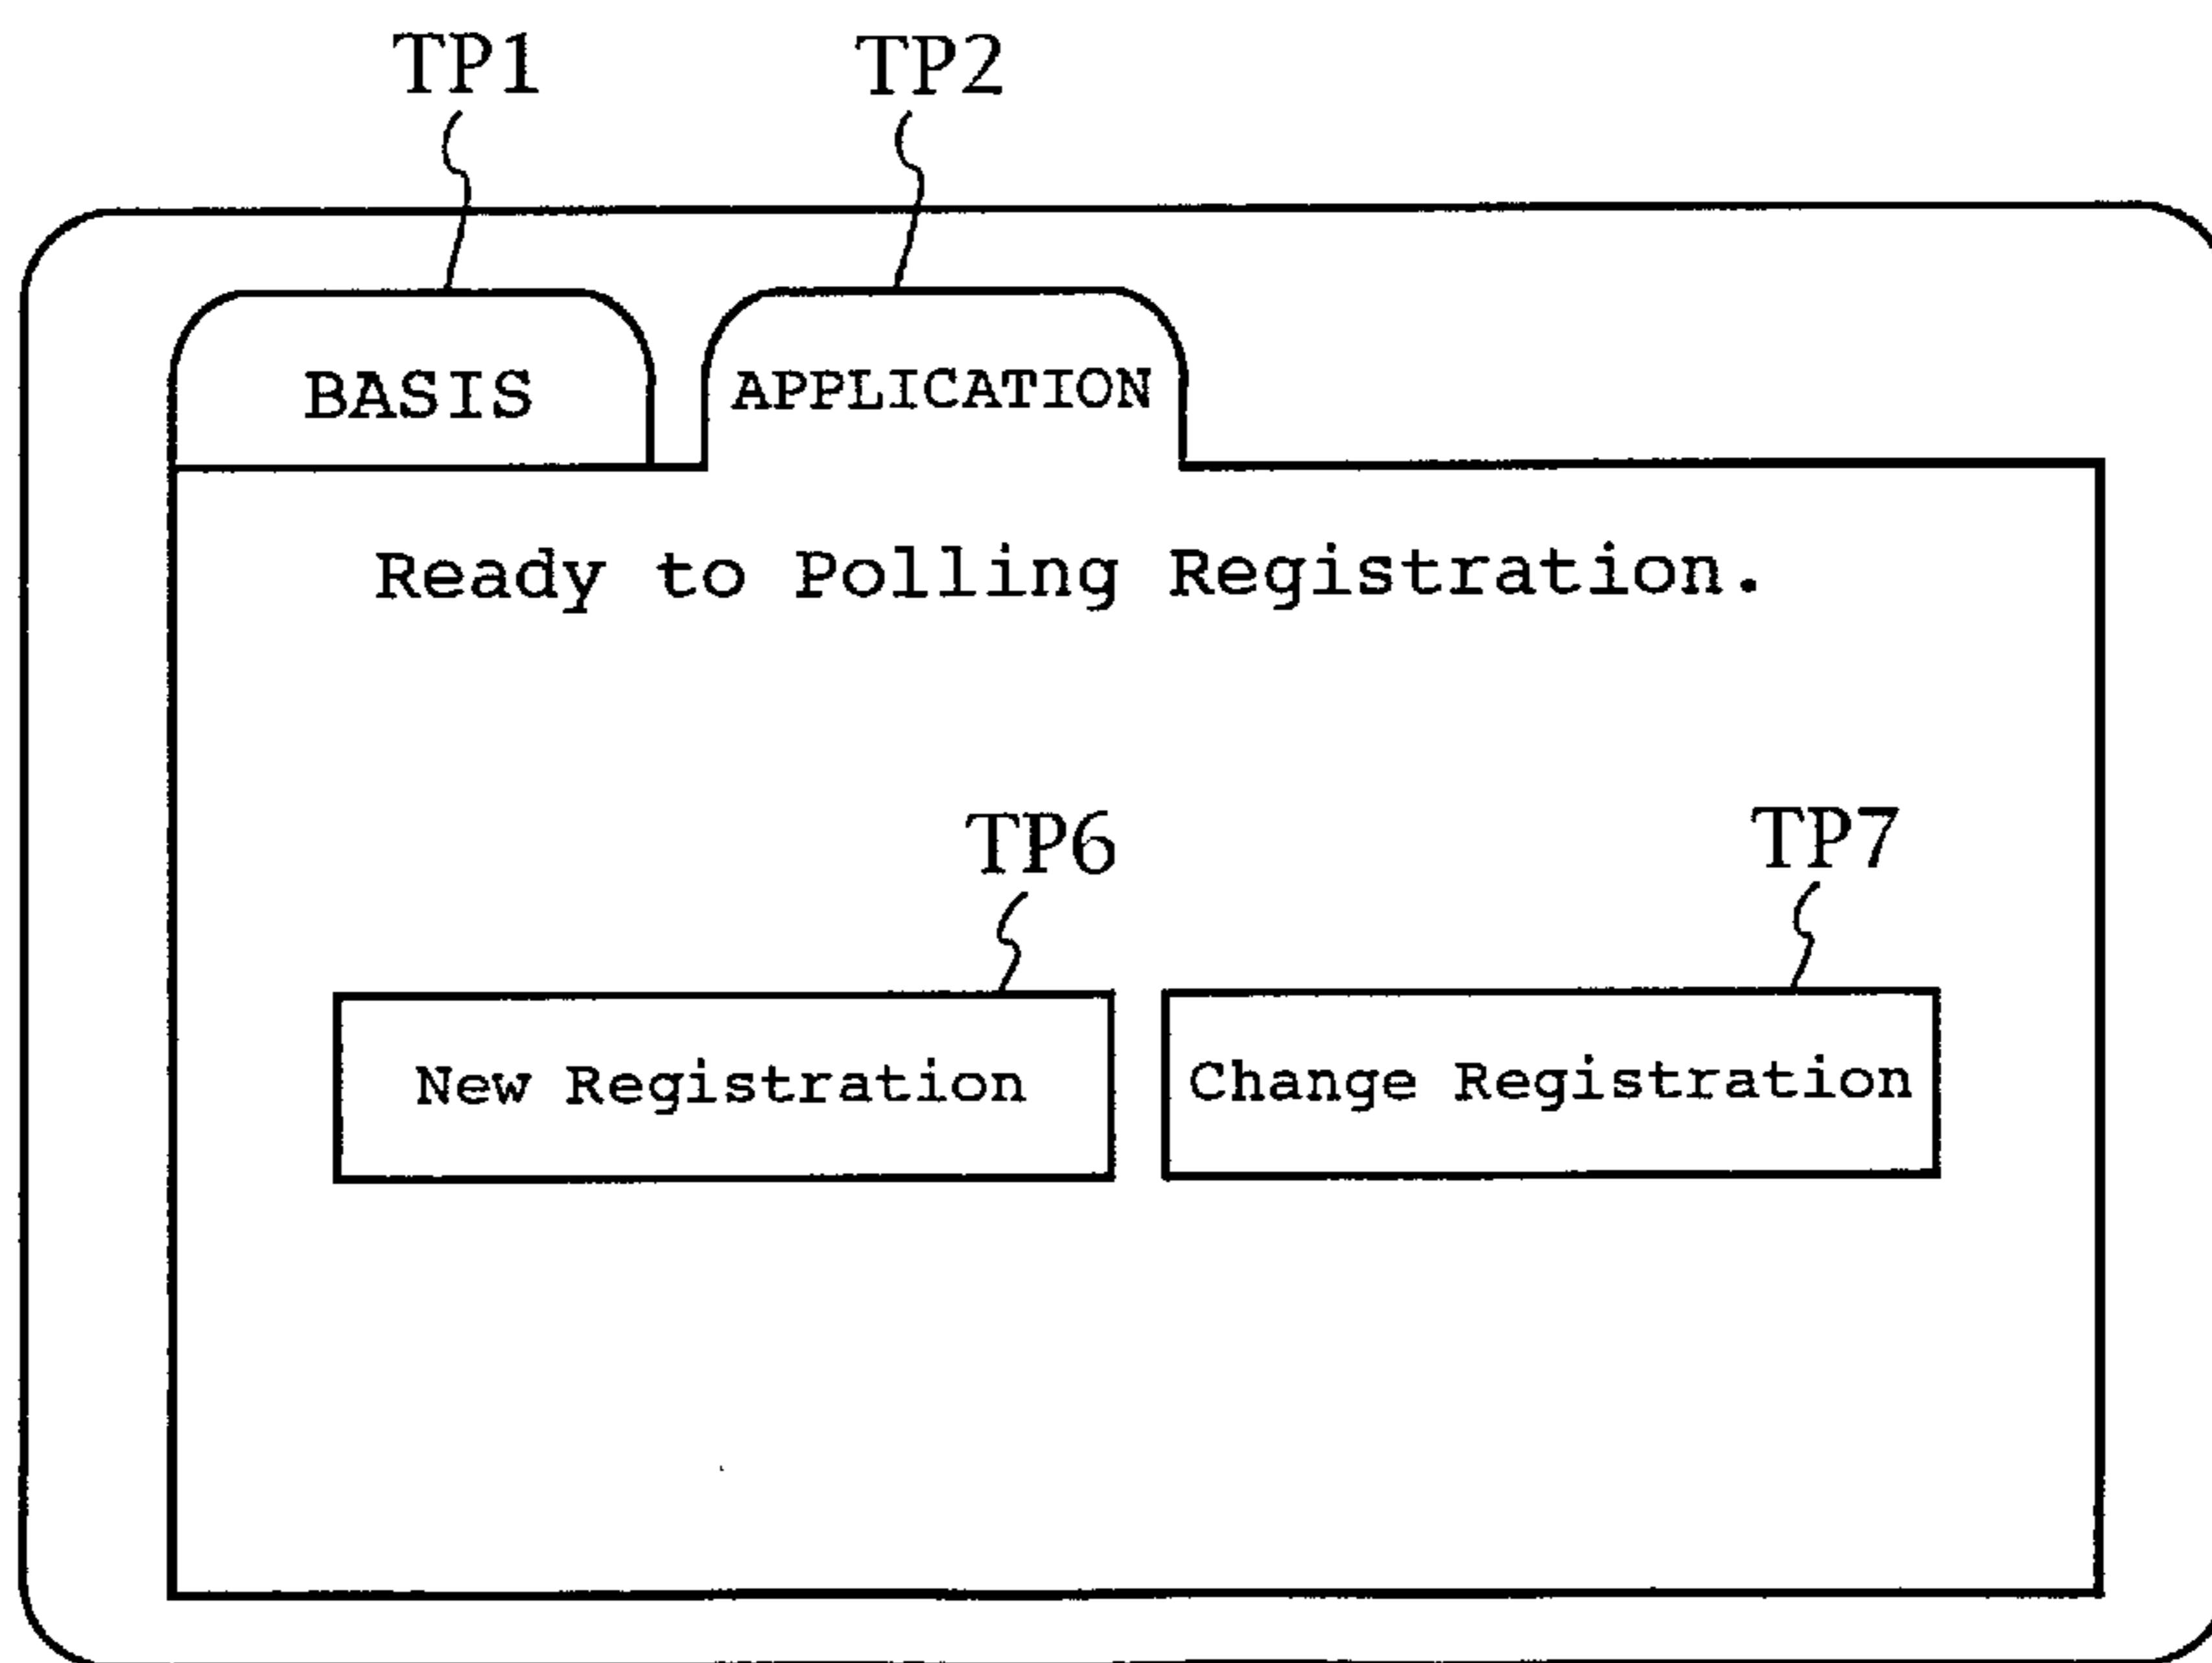 TP1 TP2
BASIS APPLICATION
Ready to Polling Registration.
TP6 TP7
New Registration Change Registration